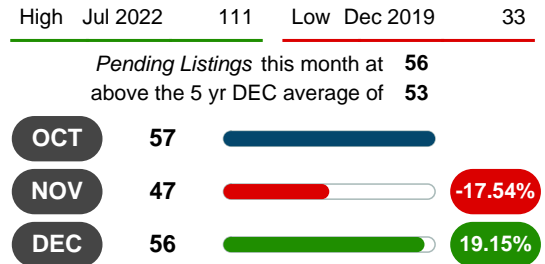 High Jul 2022 111 Low Dec 2019 33
Pending Listings this month at 56
above the 5 yr DEC average of 53
OCT 57
NOV 47 -17.54%
DEC 56 19.15%